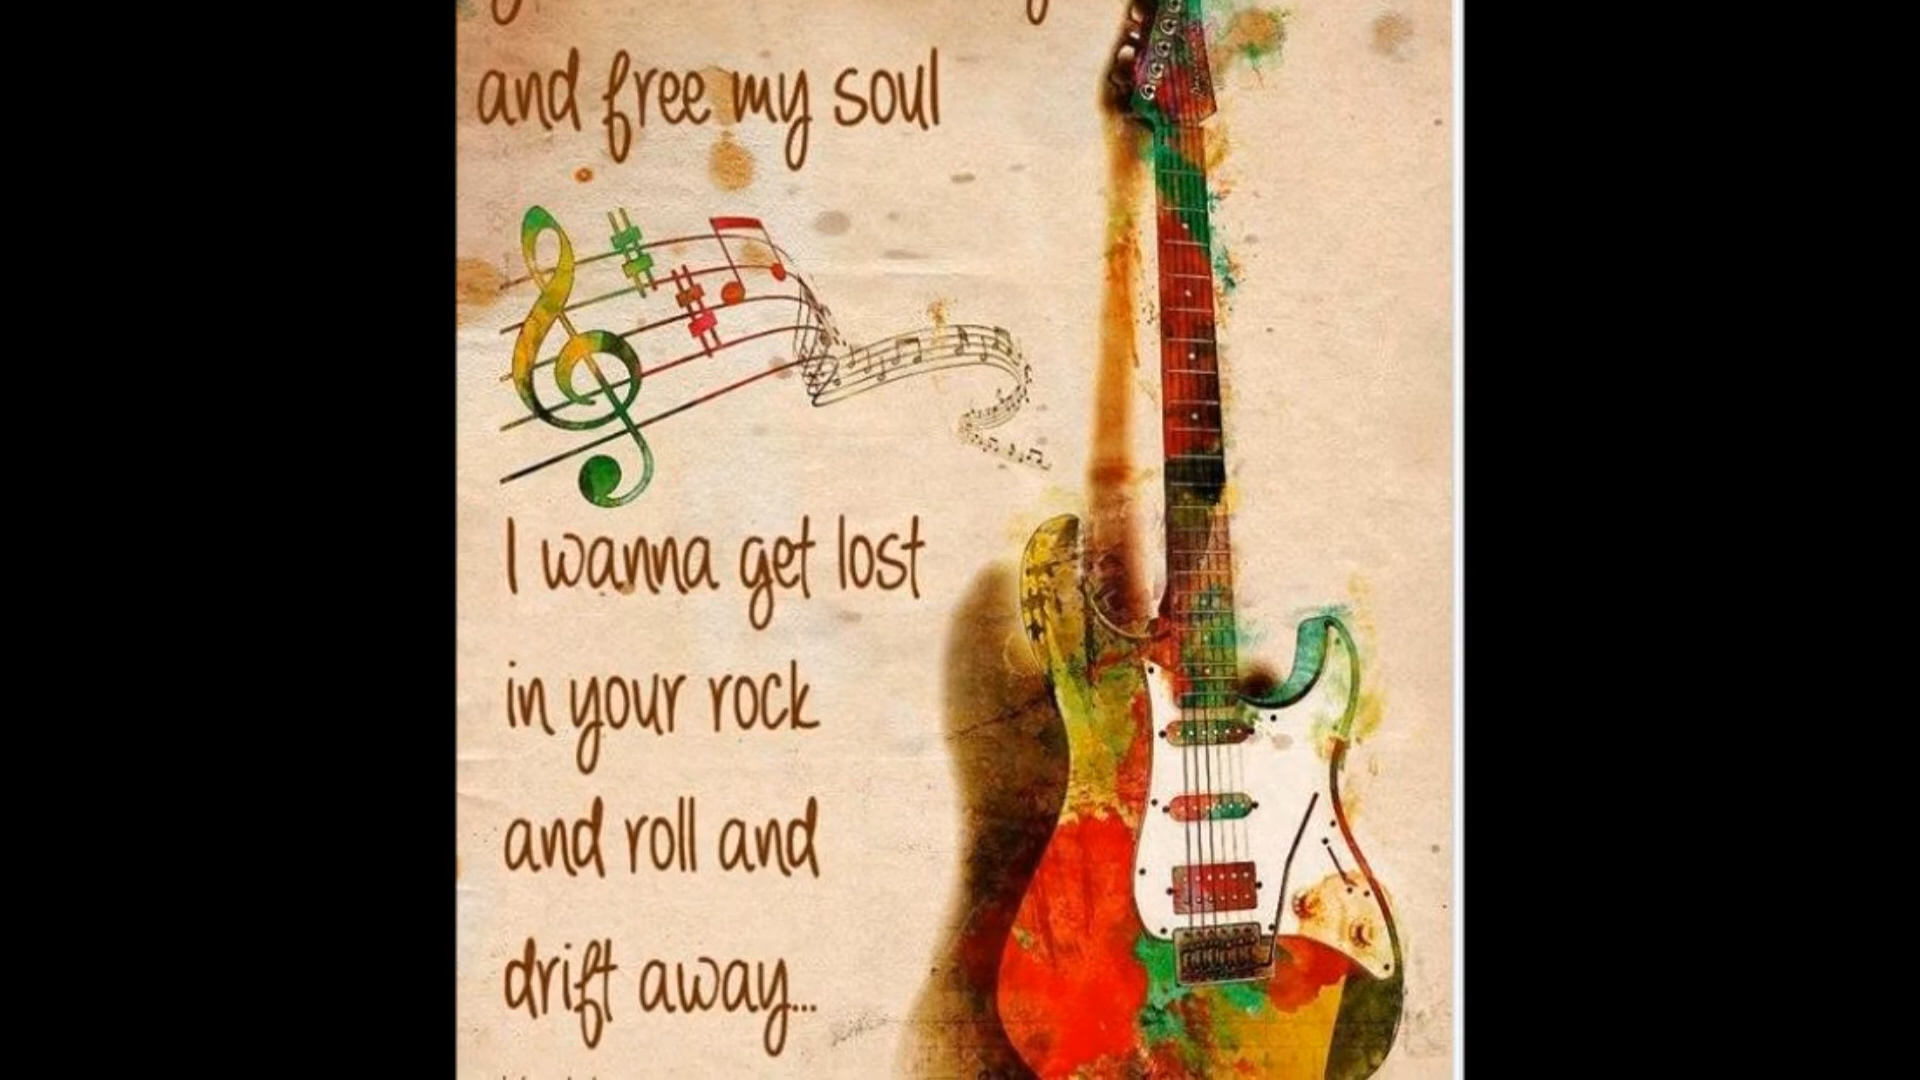 and free my soul
I wanna get lost
in your rock
and roll and
drift away...